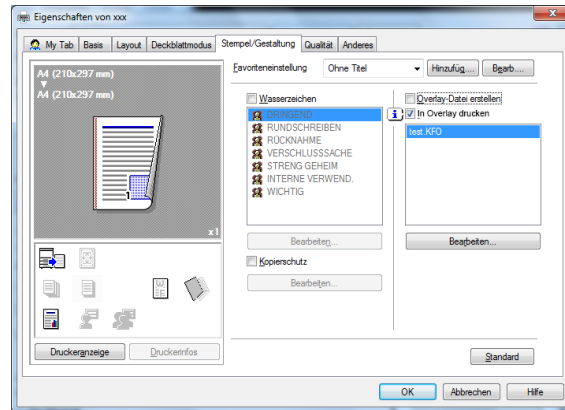 Eigenschaften von xxx
My Tab Basis Layout Deckblattmodus Stempel/Gestaltung Qualität Anderes
A4 (210x297 mm)
A4 (210x297 mm)
1
x1
Druckeranzeige Druckerinfos
Favoriteneinstellung Ohne Titel Hinzufüg.... Bearb....
Wasserzeichen
DRINGEND
RUNDSCHREIBEN
RÜCKNAHME
VERSCHLUSSSACHE
STRENG GEHEIM
INTERNE VERWEND.
WICHTIG
Bearbeiten...
Kopierschutz
Bearbeiten...
Overlay-Datei erstellen
In Overlay drucken
test.KFO
Bearbeiten...
Standard
OK Abbrechen Hilfe